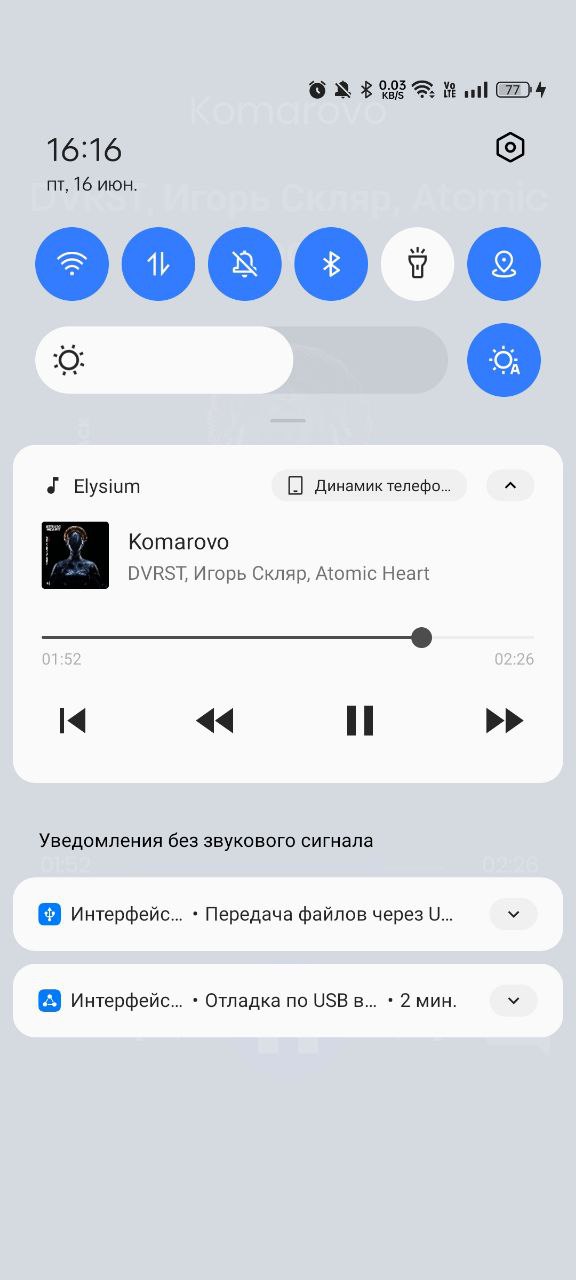 0.03
KB/S
Vo
LTE
77
Komarovo
16:16
пт, 16 июн.
DVRST, Игорь Скляр, Atomic
A
Elysium
Динамик телефо...
Komarovo
DVRST, Игорь Скляр, Atomic Heart
01:52
02:26
Уведомления без звукового сигнала
01:52
02:26
Интерфейс... • Передача файлов через U...
Интерфейс... • Отладка по USB в... • 2 мин.